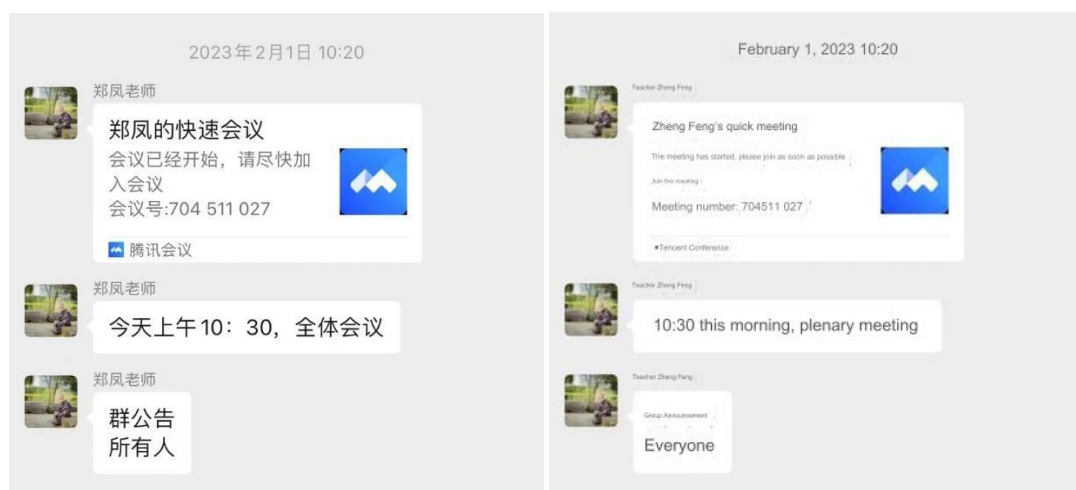 2023年2月1日 10:20
郑凤老师
郑凤的快速会议
会议已经开始，请尽快加
入会议
会议号:704 511 027
腾讯会议
郑凤老师
今天上午10：30，全体会议
郑凤老师
群公告
所有人
February 1, 2023 10:20
Teacher Zheng Feng
Zheng Feng's quick meeting
The meeting has started, please join as soon as possible
Join the meeting
Meeting number: 704511 027
Tencent Conference
Teacher Zheng Feng
10:30 this morning, plenary meeting
Teacher Zheng Feng
Group Announcement
Everyone